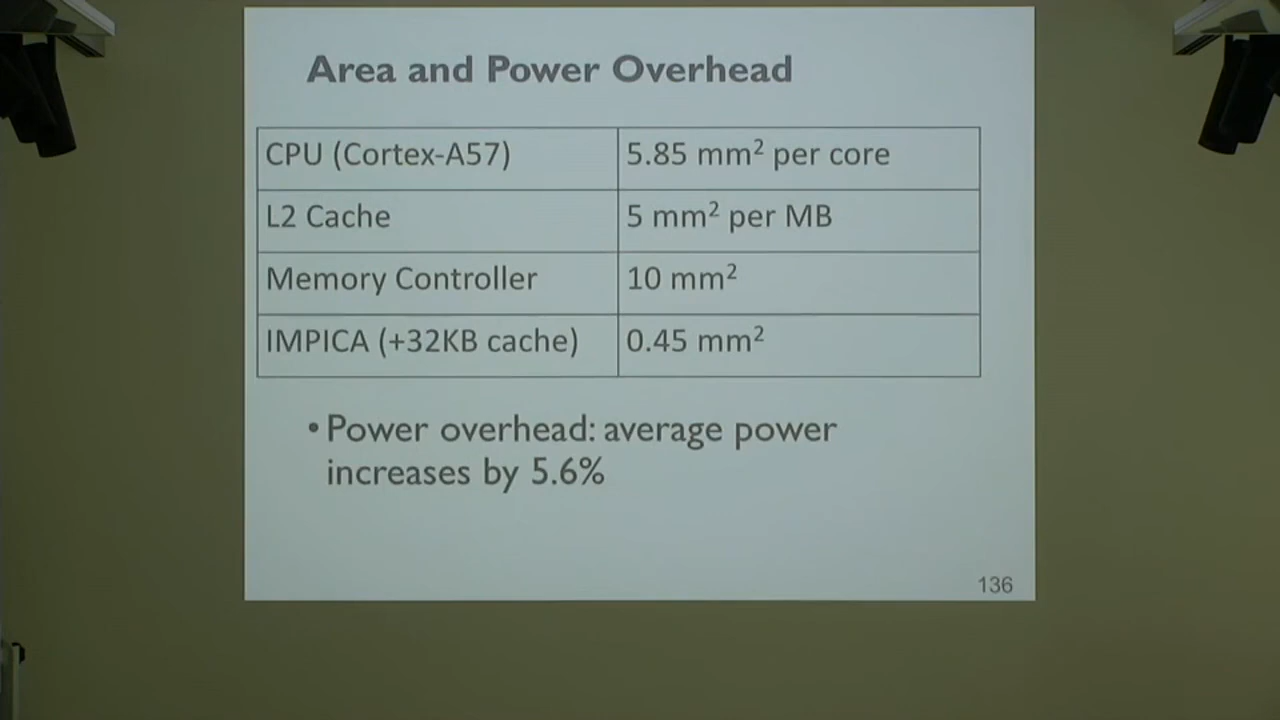 Area and Power Overhead
CPU (Cortex-A57) 5.85 mm² per core
L2 Cache 5 mm² per MB
Memory Controller 10 mm²
IMPICA (+32KB cache) 0.45 mm²
• Power overhead: average power
increases by 5.6%
136